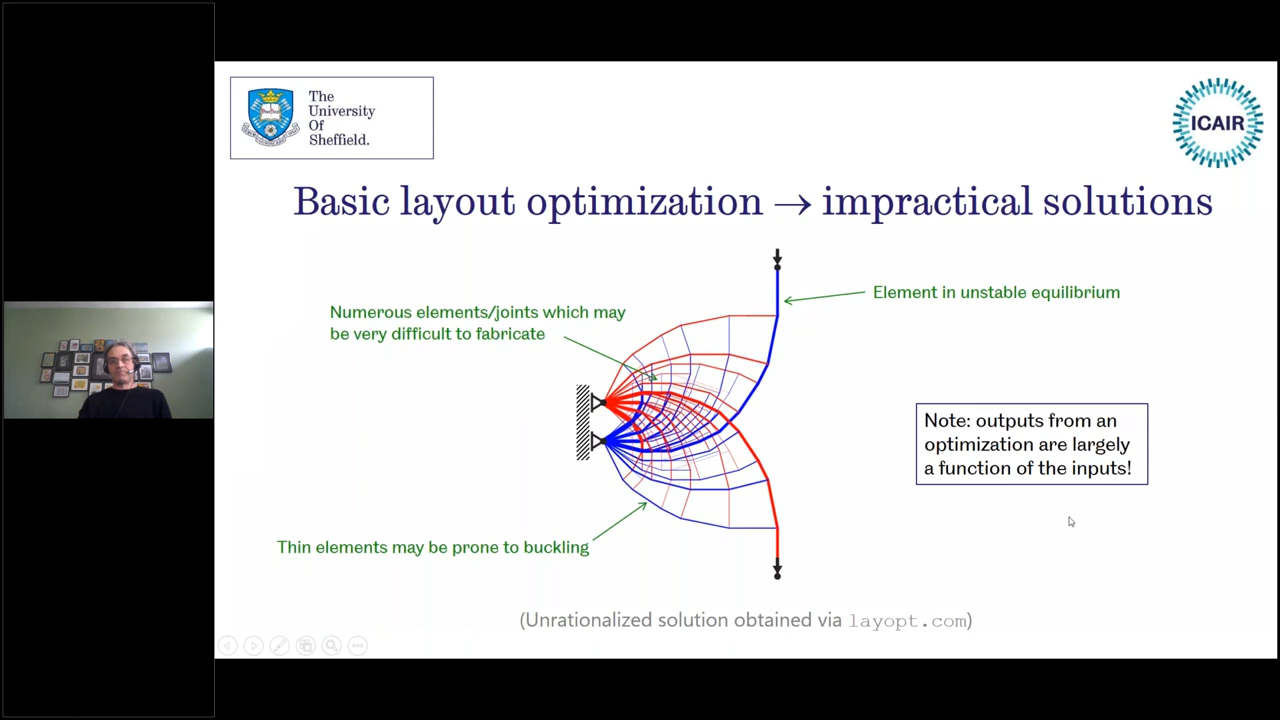 The
University
Of
Sheffield.
ICAIR
Basic layout optimization → impractical solutions
Numerous elements/joints which may
be very difficult to fabricate
Element in unstable equilibrium
Note: outputs from an
optimization are largely
a function of the inputs!
Thin elements may be prone to buckling
(Unrationalized solution obtained via layopt.com)